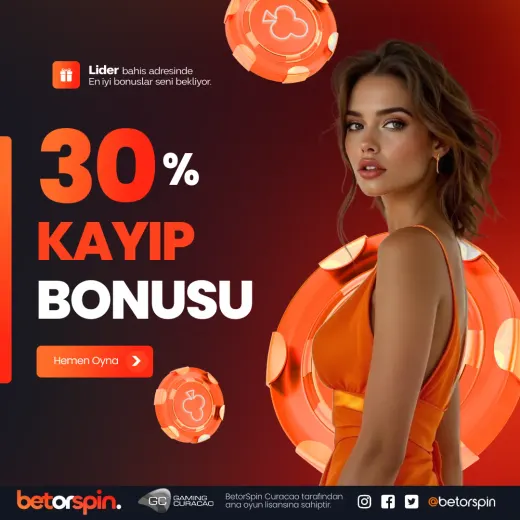 Lider bahis adresinde
En iyi bonuslar seni bekliyor.
30%
KAYIP
BONUSU
Hemen Oyna
betorspin.
GC GAMING CURACAO
BetorSpin Curacao tarafından
ana oyun lisansına sahiptir.
@betorspin